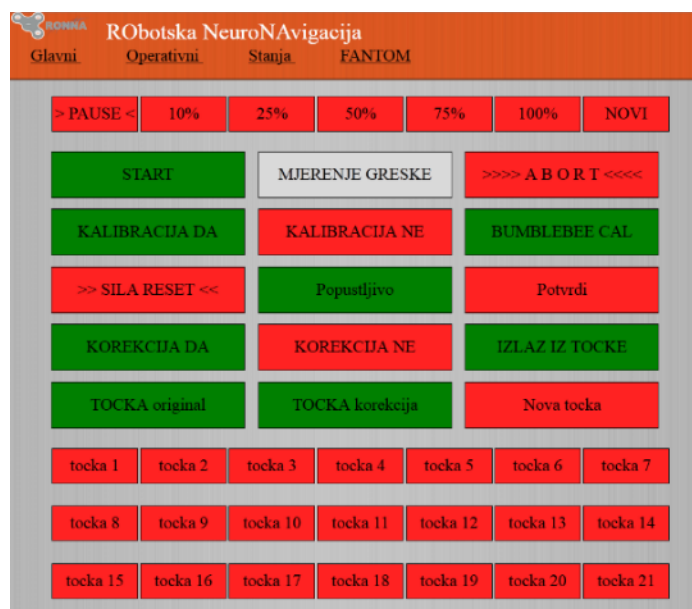 RONNA
RObotska NeuroNAvigacija
Glavni Operativni Stanja FANTOM
> PAUSE < 10% 25% 50% 75% 100% NOVI
START MJERENJE GRESKE >>>> A B O R T <<<<
KALIBRACIJA DA KALIBRACIJA NE BUMBLEBEE CAL
>> SILA RESET << Popustljivo Potvrdi
KOREKCIJA DA KOREKCIJA NE IZLAZ IZ TOCKE
TOCKA original TOCKA korekcija Nova tocka
tocka 1 tocka 2 tocka 3 tocka 4 tocka 5 tocka 6 tocka 7
tocka 8 tocka 9 tocka 10 tocka 11 tocka 12 tocka 13 tocka 14
tocka 15 tocka 16 tocka 17 tocka 18 tocka 19 tocka 20 tocka 21